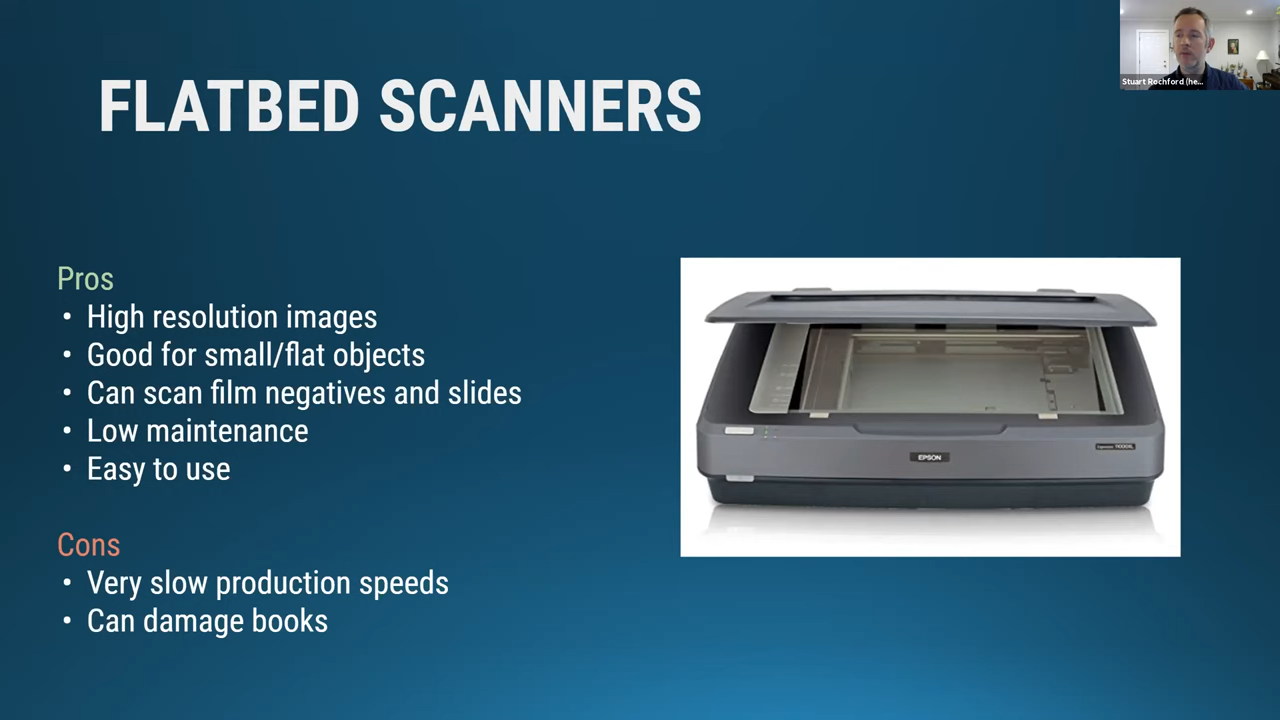 FLATBED SCANNERS
Stuart Rochford (he...
Pros
• High resolution images
• Good for small/flat objects
• Can scan film negatives and slides
• Low maintenance
• Easy to use
EPSON
Cons
• Very slow production speeds
• Can damage books